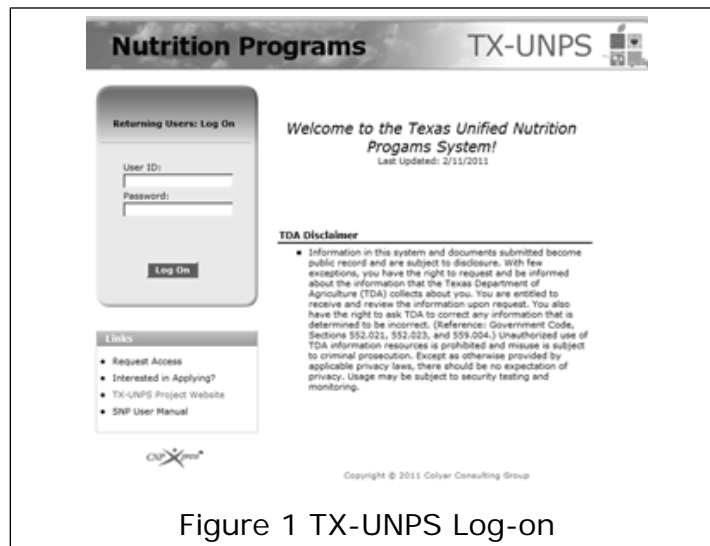 Nutrition Programs
TX-UNPS
Returning Users: Log On
User ID:
Password:
Log On
Links
Request Access
Interested in Applying?
TX-UNPS Project Website
SNP User Manual
CNPXpress
Welcome to the Texas Unified Nutrition
Progams System!
Last Updated: 2/11/2011
TDA Disclaimer
Information in this system and documents submitted become
public record and are subject to disclosure. With few
exceptions, you have the right to request and be informed
about the information that the Texas Department of
Agriculture (TDA) collects about you. You are entitled to
receive and review the information upon request. You also
have the right to ask TDA to correct any information that is
determined to be incorrect. (Reference: Government Code,
Sections 552.021, 552.023, and 559.004.) Unauthorized use of
TDA information resources is prohibited and misuse is subject
to criminal prosecution. Except as otherwise provided by
applicable privacy laws, there should be no expectation of
privacy. Usage may be subject to security testing and
monitoring.
Copyright © 2011 Colyar Consulting Group
Figure 1 TX-UNPS Log-on